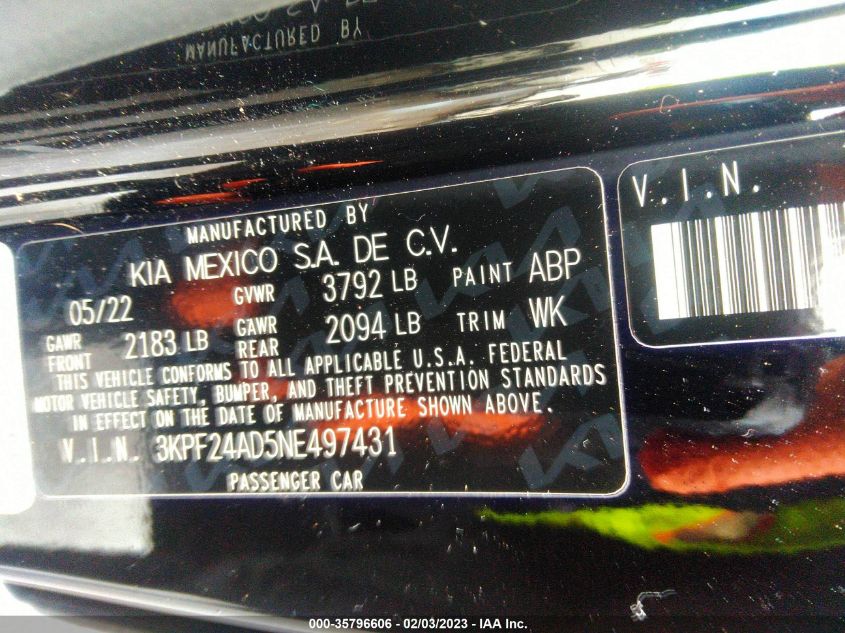 MANUFACTURED BY
MANUFACTURED BY
KIA MEXICO S.A. DE C.V.
05/22 GVWR 3792 LB PAINT ABP
GAWR FRONT 2183 LB GAWR REAR 2094 LB TRIM WK
THIS VEHICLE CONFORMS TO ALL APPLICABLE U.S.A. FEDERAL
MOTOR VEHICLE SAFETY, BUMPER, AND THEFT PREVENTION STANDARDS
IN EFFECT ON THE DATE OF MANUFACTURE SHOWN ABOVE.
V.I.N. 3KPF24AD5NE497431
PASSENGER CAR
V.I.N.
000-35796606 - 02/03/2023 - IAA Inc.